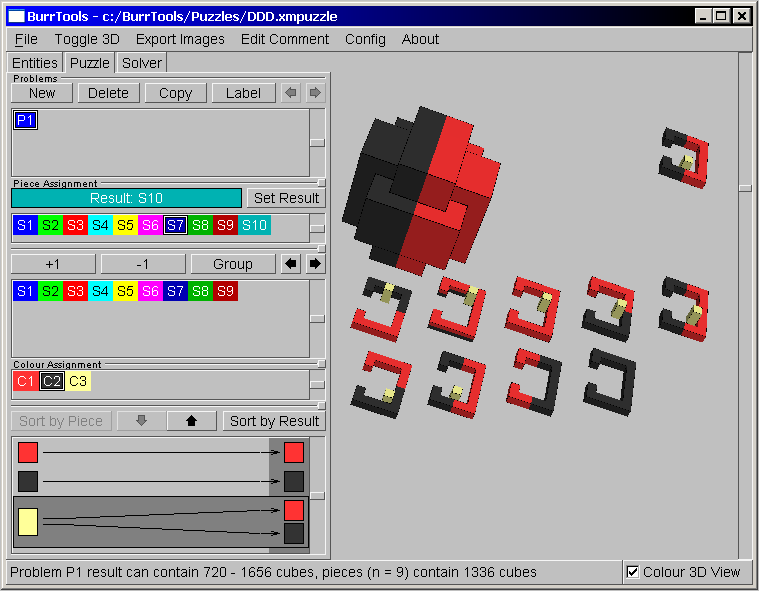 BurrTools - c:/BurrTools/Puzzles/DDD.xmpuzzle
File Toggle 3D Export Images Edit Comment Config About
Entities Puzzle Solver
Problems
New Delete Copy Label
P1
Piece Assignment
Result: S10 Set Result
S1 S2 S3 S4 S5 S6 S7 S8 S9 S10
+1 -1 Group
S1 S2 S3 S4 S5 S6 S7 S8 S9
Colour Assignment
C1 C2 C3
Sort by Piece Sort by Result
Problem P1 result can contain 720 - 1656 cubes, pieces (n = 9) contain 1336 cubes Colour 3D View